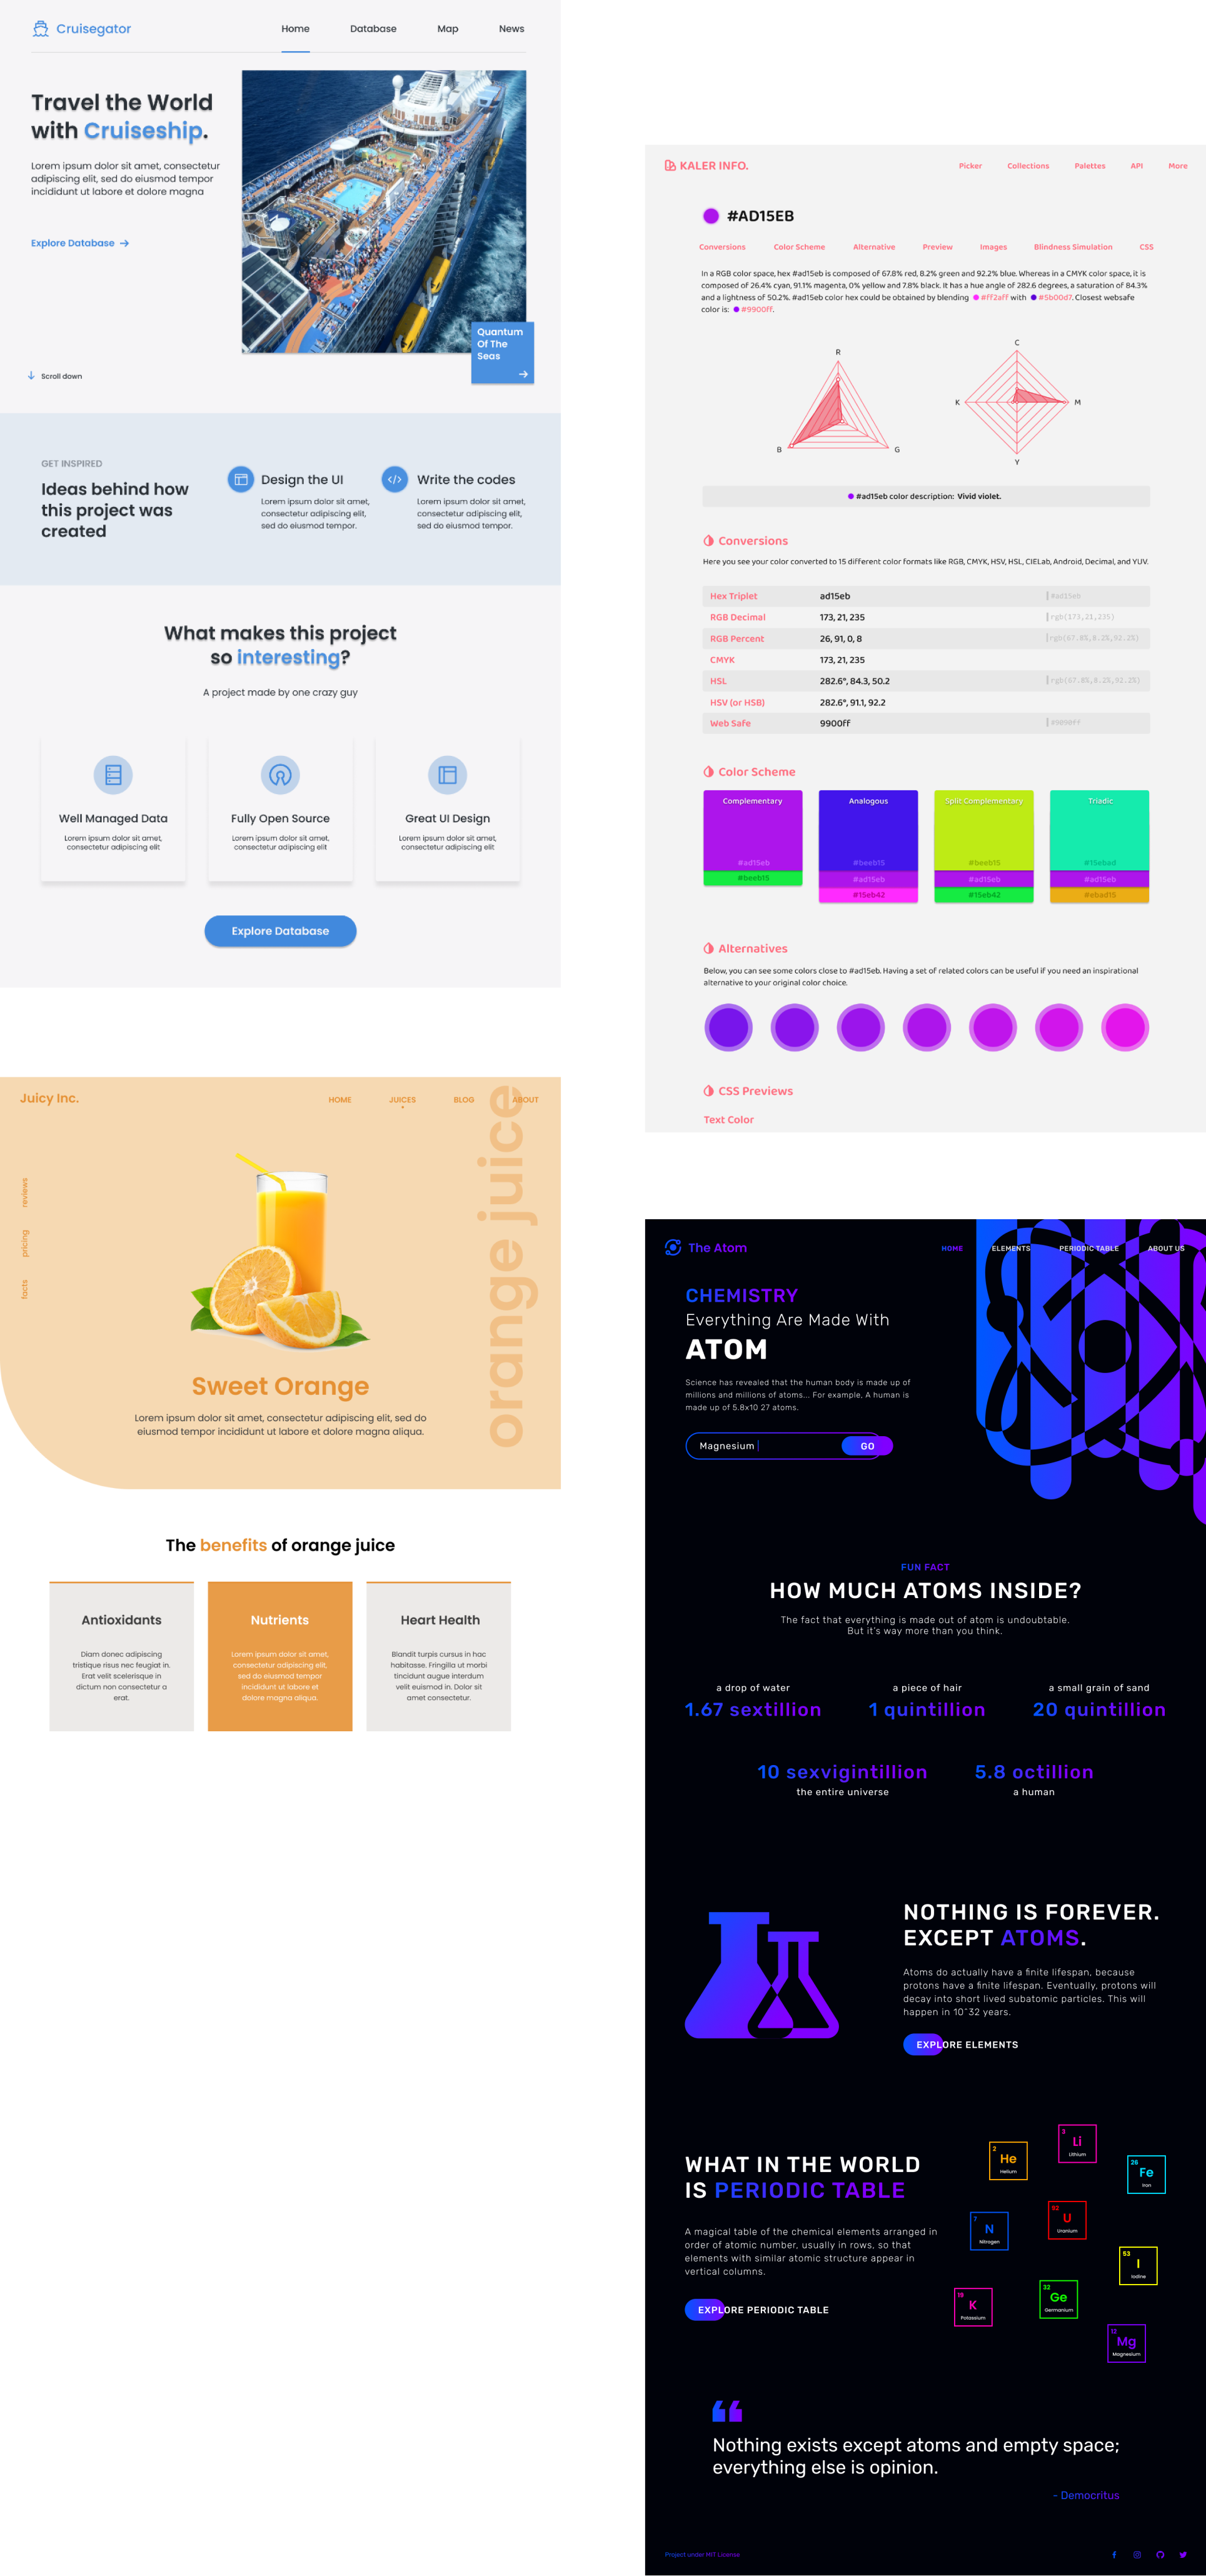 Cruisegator
Home
Database
Map
News
Travel the World
with Cruiseship.
Lorem ipsum dolor sit amet, consectetur
adipiscing elit, sed do eiusmod tempor
incididunt ut labore et dolore magna
Explore Database
Quantum
Of The
Seas
Scroll down
GET INSPIRED
Ideas behind how
this project was
created
Design the UI
Lorem ipsum dolor sit amet,
consectetur adipiscing elit,
sed do eiusmod tempor.
Write the codes
Lorem ipsum dolor sit amet,
consectetur adipiscing elit,
sed do eiusmod tempor.
What makes this project
so interesting?
A project made by one crazy guy
Well Managed Data
Lorem ipsum dolor sit amet,
consectetur adipiscing elit
Fully Open Source
Lorem ipsum dolor sit amet,
consectetur adipiscing elit
Great UI Design
Lorem ipsum dolor sit amet,
consectetur adipiscing elit
Explore Database
KALER INFO.
Picker
Collections
Palettes
API
More
#AD15EB
Conversions
Color Scheme
Alternative
Preview
Images
Blindness Simulation
CSS
In a RGB color space, hex #ad15eb is composed of 67.8% red, 8.2% green and 92.2% blue. Whereas in a CMYK color space, it is
composed of 26.4% cyan, 91.1% magenta, 0% yellow and 7.8% black. It has a hue angle of 282.6 degrees, a saturation of 84.3%
and a lightness of 50.2%. #ad15eb color hex could be obtained by blending #ff2aff with #5b00d7. Closest websafe
color is: #9900ff.
R
B
G
C
K
M
Y
#ad15eb color description: Vivid violet.
Conversions
Here you see your color converted to 15 different color formats like RGB, CMYK, HSV, HSL, CIELab, Android, Decimal, and YUV.
Hex Triplet
ad15eb
#ad15eb
RGB Decimal
173, 21, 235
rgb(173,21,235)
RGB Percent
26, 91, 0, 8
rgb(67.8%,8.2%,92.2%)
CMYK
173, 21, 235
HSL
282.6°, 84.3, 50.2
rgb(67.8%,8.2%,92.2%)
HSV (or HSB)
282.6°, 91.1, 92.2
Web Safe
9900ff
#9090ff
Color Scheme
Complementary
#ad15eb
#beeb15
Analogous
#beeb15
#ad15eb
#15eb42
Split Complementary
#beeb15
#ad15eb
#15eb42
Triadic
#15ebad
#ad15eb
#ebad15
Alternatives
Below, you can see some colors close to #ad15eb. Having a set of related colors can be useful if you need an inspirational
alternative to your original color choice.
CSS Previews
Text Color
Juicy Inc.
HOME
JUICES
BLOG
ABOUT
reviews
pricing
facts
orange juice
Sweet Orange
Lorem ipsum dolor sit amet, consectetur adipiscing elit, sed do
eiusmod tempor incididunt ut labore et dolore magna aliqua.
The benefits of orange juice
Antioxidants
Diam donec adipiscing
tristique risus nec feugiat in.
Erat velit scelerisque in
dictum non consectetur a
erat.
Nutrients
Lorem ipsum dolor sit amet,
consectetur adipiscing elit,
sed do eiusmod tempor
incididunt ut labore et
dolore magna aliqua.
Heart Health
Blandit turpis cursus in hac
habitasse. Fringilla ut morbi
tincidunt augue interdum
velit euismod in. Dolor sit
amet consectetur.
The Atom
HOME
ELEMENTS
PERIODIC TABLE
ABOUT US
CHEMISTRY
Everything Are Made With
ATOM
Science has revealed that the human body is made up of
millions and millions of atoms... For example, A human is
made up of 5.8x10 27 atoms.
Magnesium
GO
FUN FACT
HOW MUCH ATOMS INSIDE?
The fact that everything is made out of atom is undoubtable.
But it's way more than you think.
a drop of water
1.67 sextillion
a piece of hair
1 quintillion
a small grain of sand
20 quintillion
10 sexvigintillion
the entire universe
5.8 octillion
a human
NOTHING IS FOREVER.
EXCEPT ATOMS.
Atoms do actually have a finite lifespan, because
protons have a finite lifespan. Eventually, protons will
decay into short lived subatomic particles. This will
happen in 10^32 years.
EXPLORE ELEMENTS
WHAT IN THE WORLD
IS PERIODIC TABLE
A magical table of the chemical elements arranged in
order of atomic number, usually in rows, so that
elements with similar atomic structure appear in
vertical columns.
EXPLORE PERIODIC TABLE
3
Li
Lithium
2
He
Helium
26
Fe
Iron
92
U
Uranium
7
N
Nitrogen
53
I
Iodine
32
Ge
Germanium
19
K
Potassium
12
Mg
Magnesium
Nothing exists except atoms and empty space;
everything else is opinion.
- Democritus
Project under MIT License